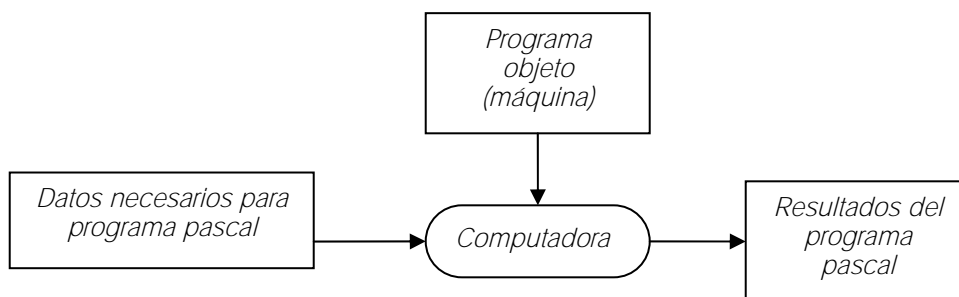 Programa
objeto
(máquina)
Datos necesarios para
programa pascal
Computadora
Resultados del
programa
pascal